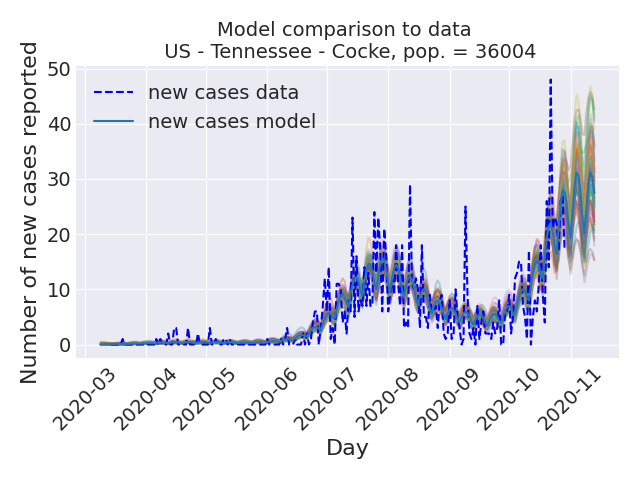 Model comparison to data
US - Tennessee - Cocke, pop. = 36004
Number of new cases reported
50
40
30
20
10
0
new cases data
new cases model
2020-03
2020-04
2020-05
2020-06
2020-07
2020-08
2020-09
2020-10
2020-11
Day